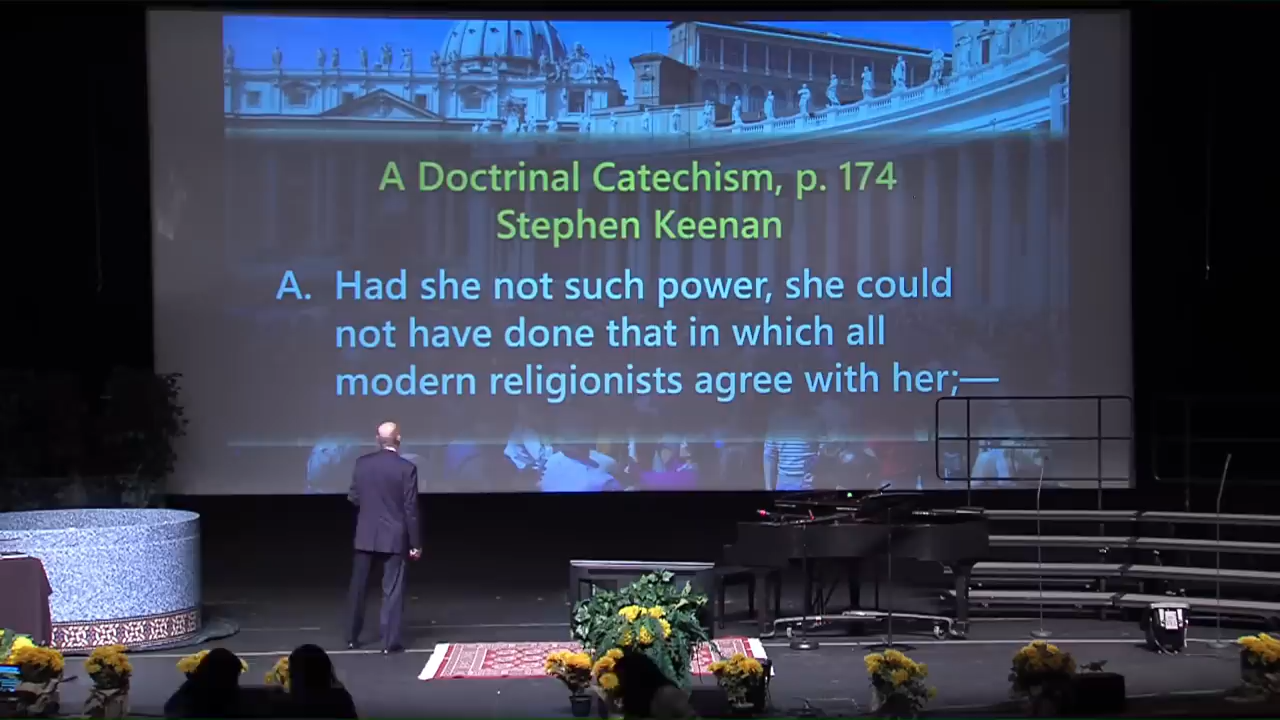 A Doctrinal Catechism, p. 174
Stephen Keenan
A. Had she not such power, she could
not have done that in which all
modern religionists agree with her;—